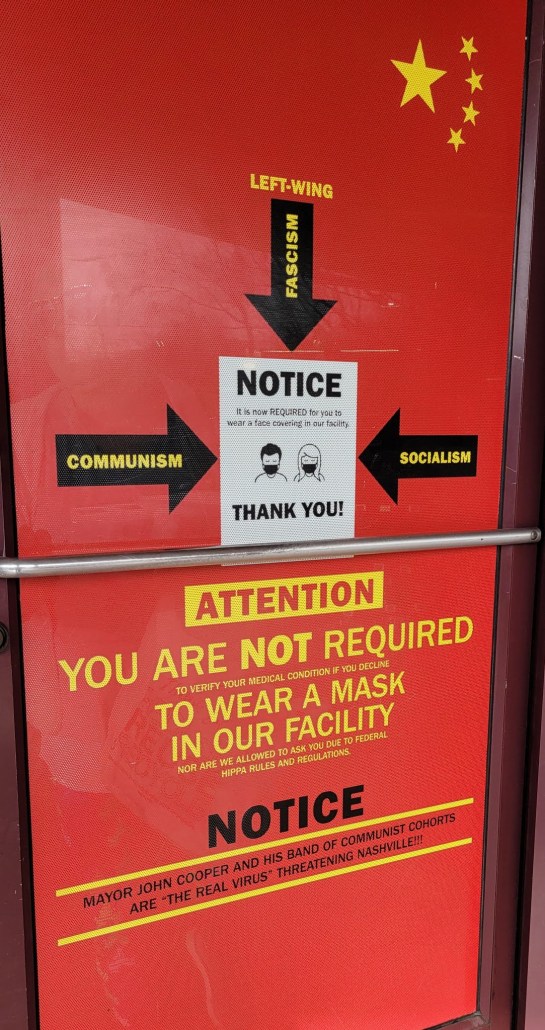 LEFT-WING
FASCISM
NOTICE
It is now REQUIRED for you to
wear a face covering in our facility.
COMMUNISM
SOCIALISM
THANK YOU!
ATTENTION
YOU ARE NOT REQUIRED
TO VERIFY YOUR MEDICAL CONDITION IF YOU DECLINE
TO WEAR A MASK
IN OUR FACILITY
NOR ARE WE ALLOWED TO ASK YOU DUE TO FEDERAL
HIPPA RULES AND REGULATIONS.
NOTICE
MAYOR JOHN COOPER AND HIS BAND OF COMMUNIST COHORTS
ARE "THE REAL VIRUS" THREATENING NASHVILLE!!!